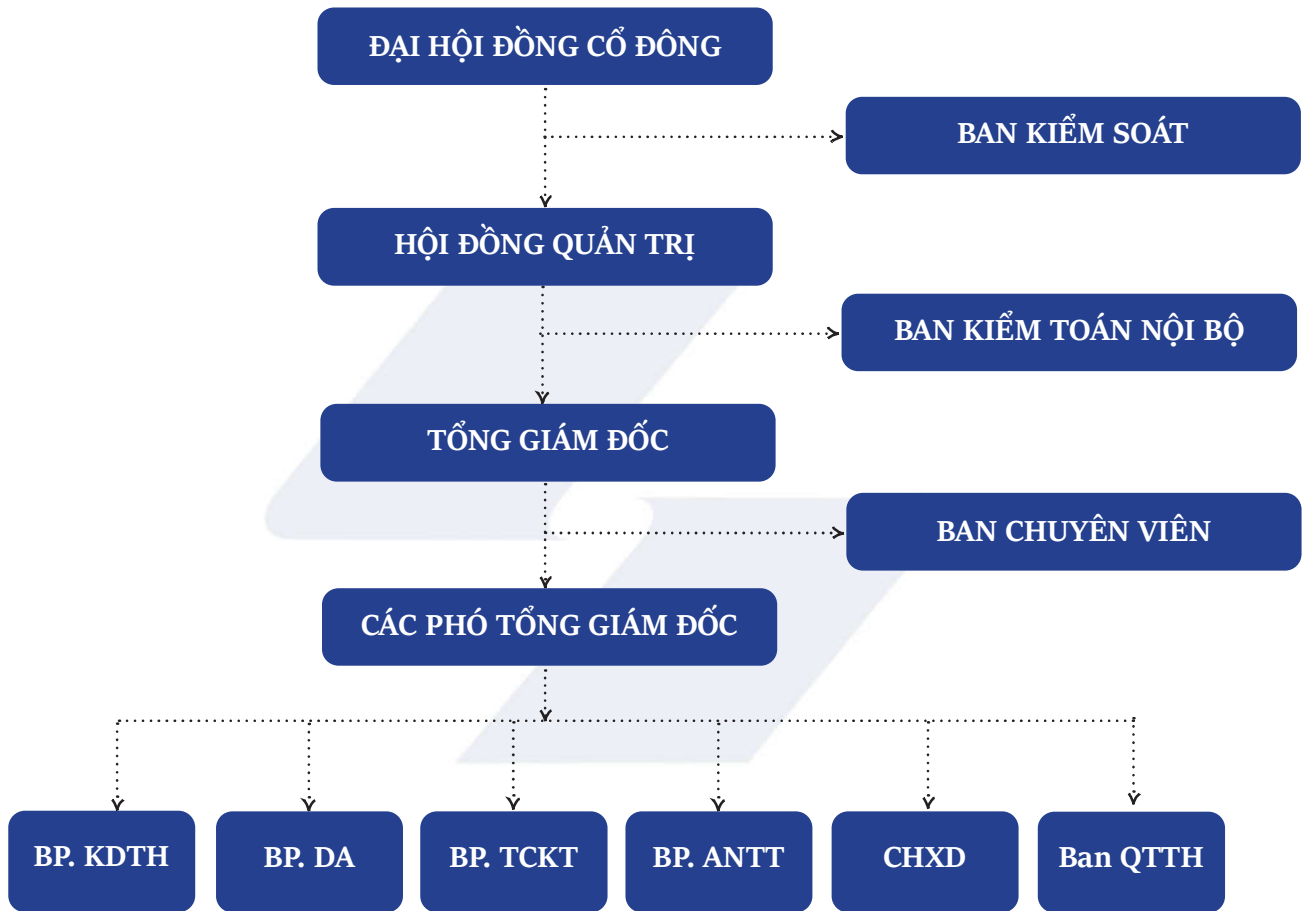 ĐẠI HỘI ĐỒNG CỔ ĐÔNG
BAN KIỂM SOÁT
HỘI ĐỒNG QUẢN TRỊ
BAN KIỂM TOÁN NỘI BỘ
TỔNG GIÁM ĐỐC
BAN CHUYÊN VIÊN
CÁC PHÓ TỔNG GIÁM ĐỐC
BP. KDTH
BP. DA
BP. TCKT
BP. ANTT
CHXD
Ban QTTH